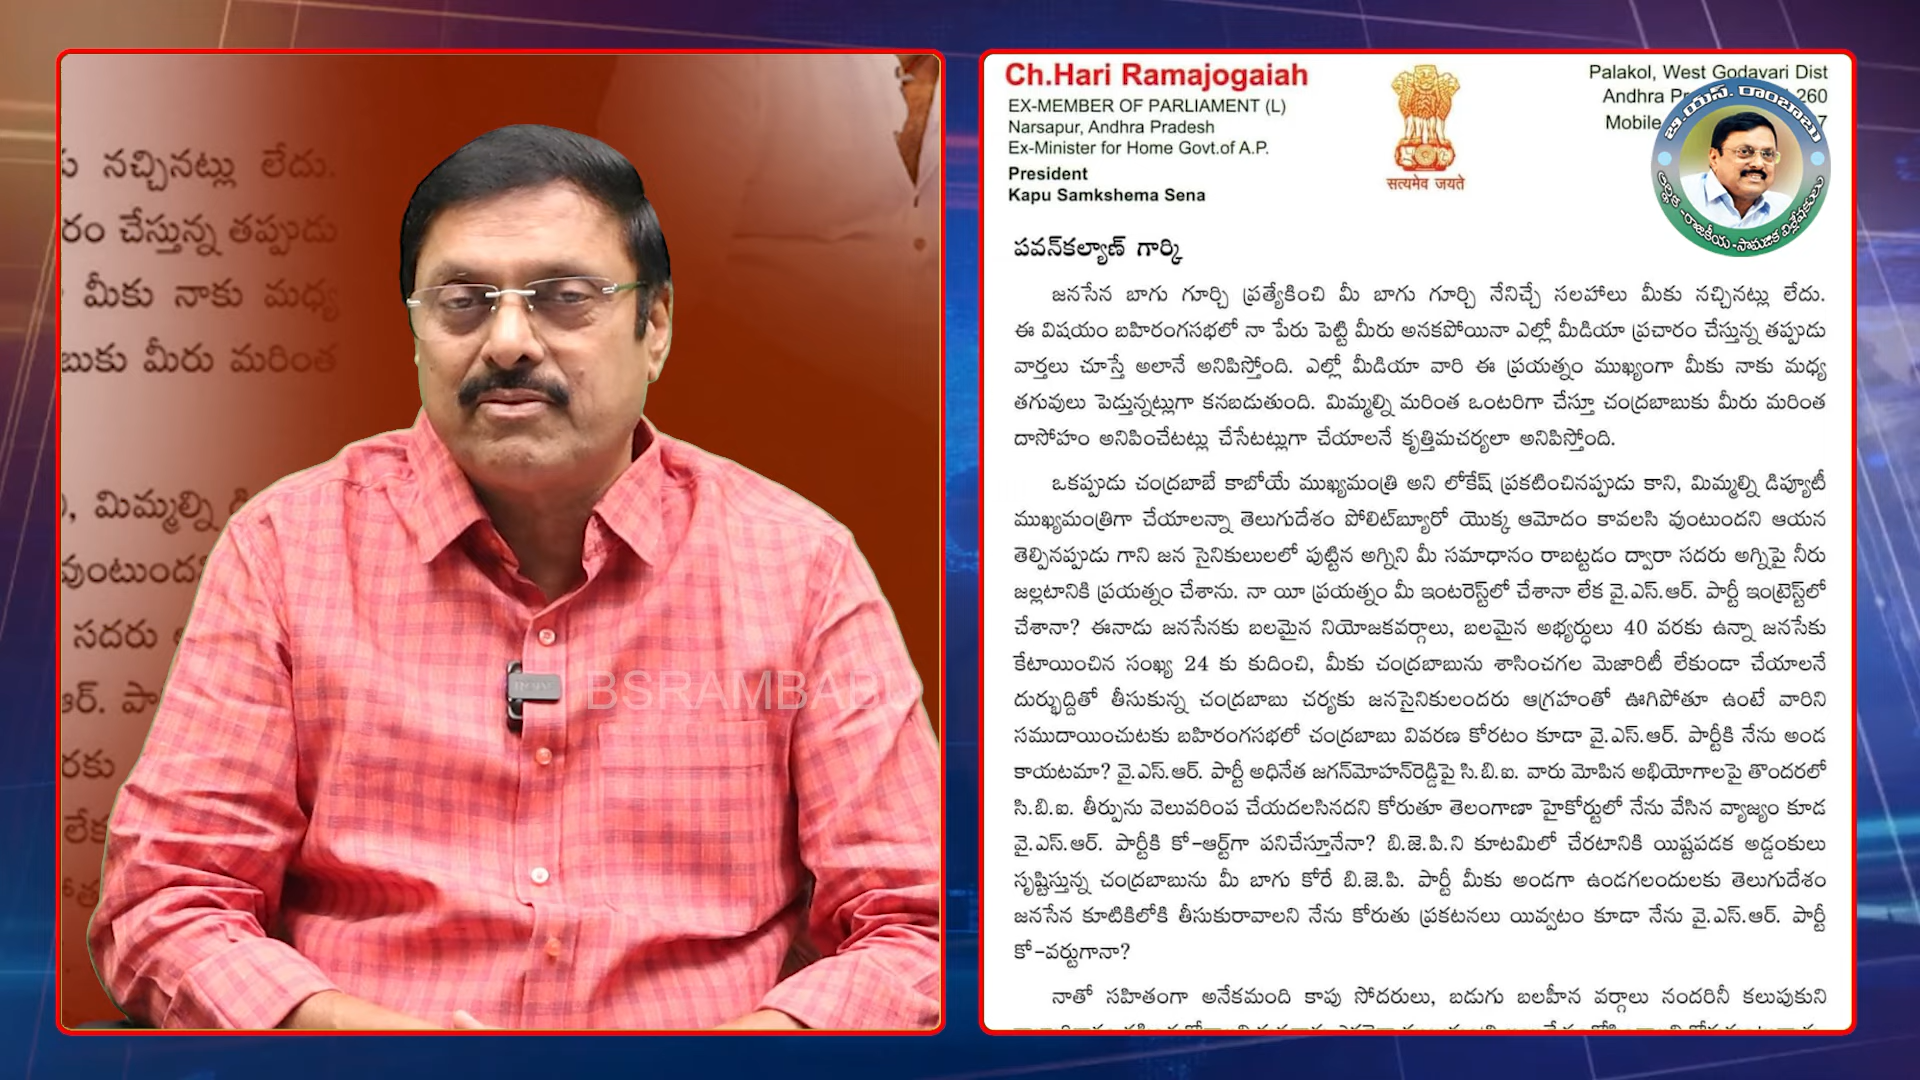 ు నచ్చినట్లు లేదు.
రం చేస్తున్న తప్పుడు
మీకు నాకు మధ్య
బుకు మీరు మరింత
, మిమ్మల్ని
వుంటుంద
సదరు
ఆర్. పా
రకు
లేక
BSRAMBABU
Ch.Hari Ramajogaiah
EX-MEMBER OF PARLIAMENT (L)
Narsapur, Andhra Pradesh
Ex-Minister for Home Govt.of A.P.
President
Kapu Samkshema Sena
सत्यमेव जयते
Palakol, West Godavari Dist
Andhra Pr 260
Mobile 7
బి.యస్. రాంబాబు
రాజకీయ-సామాజిక విశ్లేషకులు
పవన్‌కల్యాణ్ గార్కి
జనసేన బాగు గూర్చి ప్రత్యేకించి మీ బాగు గూర్చి నేనిచ్చే సలహాలు మీకు నచ్చినట్లు లేదు.
ఈ విషయం బహిరంగసభలో నా పేరు పెట్టి మీరు అనకపోయినా ఎల్లో మీడియా ప్రచారం చేస్తున్న తప్పుడు
వార్తలు చూస్తే అలానే అనిపిస్తోంది. ఎల్లో మీడియా వారి ఈ ప్రయత్నం ముఖ్యంగా మీకు నాకు మధ్య
తగువులు పెడ్తున్నట్లుగా కనబడుతుంది. మిమ్మల్ని మరింత ఒంటరిగా చేస్తూ చంద్రబాబుకు మీరు మరింత
దాసోహం అనిపించేటట్లు చేసేటట్లుగా చేయాలనే కృత్తిమచర్యలా అనిపిస్తోంది.
ఒకప్పుడు చంద్రబాబే కాబోయే ముఖ్యమంత్రి అని లోకేష్ ప్రకటించినప్పుడు కాని, మిమ్మల్ని డిప్యూటీ
ముఖ్యమంత్రిగా చేయాలన్నా తెలుగుదేశం పోలిట్‌బ్యూరో యొక్క ఆమోదం కావలసి వుంటుందని ఆయన
తెల్పినప్పుడు గాని జన సైనికులులలో పుట్టిన అగ్నిని మీ సమాధానం రాబట్టడం ద్వారా సదరు అగ్నిపై నీరు
జల్లటానికి ప్రయత్నం చేశాను. నా యీ ప్రయత్నం మీ ఇంటరెస్ట్‌లో చేశానా లేక వై.ఎస్.ఆర్. పార్టీ ఇంట్రెస్ట్‌లో
చేశానా? ఈనాడు జనసేనకు బలమైన నియోజకవర్గాలు, బలమైన అభ్యర్ధులు 40 వరకు ఉన్నా జనసేకు
కేటాయించిన సంఖ్య 24 కు కుదించి, మీకు చంద్రబాబును శాసించగల మెజారిటీ లేకుండా చేయాలనే
దుర్భుద్దితో తీసుకున్న చంద్రబాబు చర్యకు జనసైనికులందరు ఆగ్రహంతో ఊగిపోతూ ఉంటే వారిని
సముదాయించుటకు బహిరంగసభలో చంద్రబాబు వివరణ కోరటం కూడా వై.ఎస్.ఆర్. పార్టీకి నేను అండ
కాయటమా? వై.ఎస్.ఆర్. పార్టీ అధినేత జగన్‌మోహన్‌రెడ్డిపై సి.బి.ఐ. వారు మోపిన అభియోగాలపై తొందరలో
సి.బి.ఐ. తీర్పును వెలువరింప చేయదలసినదని కోరుతూ తెలంగాణా హైకోర్టులో నేను వేసిన వ్యాజ్యం కూడ
వై.ఎస్.ఆర్. పార్టీకి కో-ఆర్ట్‌గా పనిచేస్తూనేనా? బి.జె.పి.ని కూటమిలో చేరటానికి యిష్టపడక అడ్డంకులు
సృష్టిస్తున్న చంద్రబాబును మీ బాగు కోరే బి.జె.పి. పార్టీ మీకు అండగా ఉండగలందులకు తెలుగుదేశం
జనసేన కూటికిలోకి తీసుకురావాలని నేను కోరుతు ప్రకటనలు యివ్వటం కూడా నేను వై.ఎస్.ఆర్. పార్టీ
కో-వర్టుగానా?
నాతో సహితంగా అనేకమంది కాపు సోదరులు, బడుగు బలహీన వర్గాలు నందరినీ కలుపుకుని